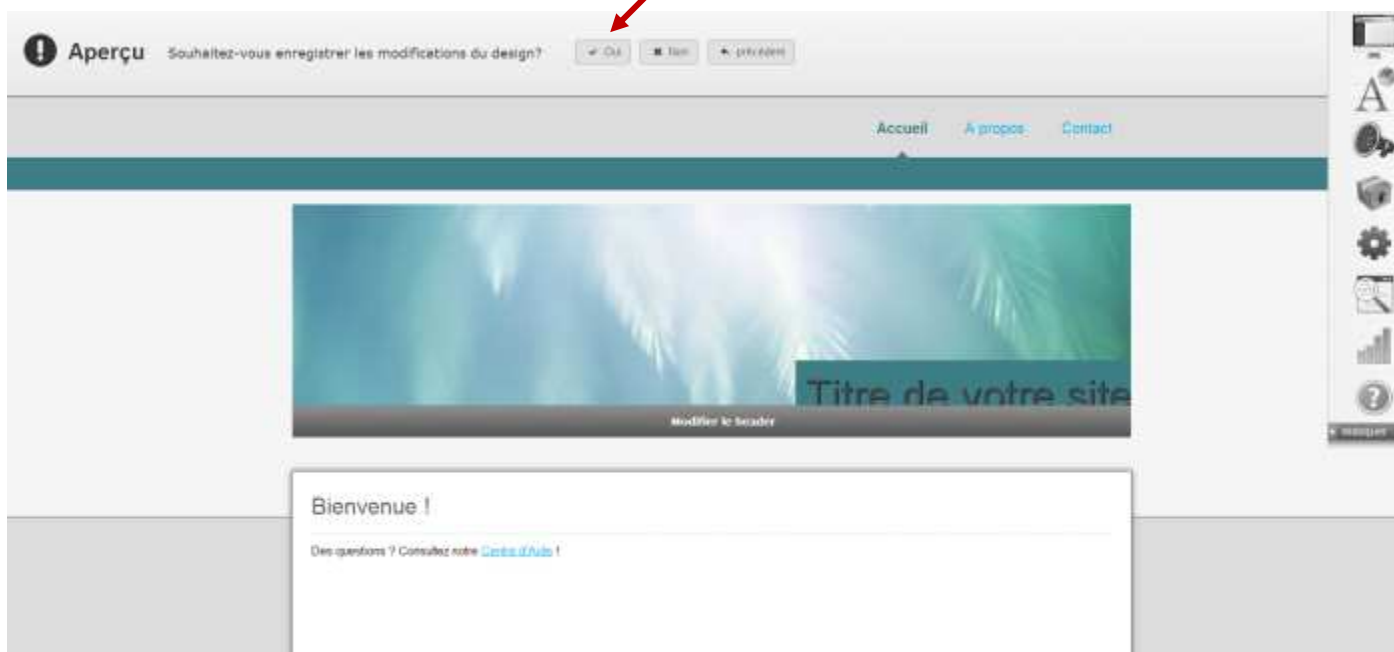 Aperçu Souhaitez-vous enregistrer les modifications du design? Oui Non précédent
Accueil A propos Contact
Titre de votre site
Modifier le header
masquer
Bienvenue !
Des questions ? Consultez notre Centre d'Aide !